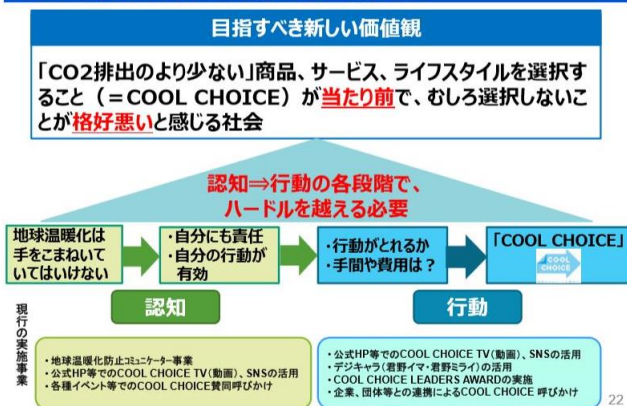 目指すべき新しい価値観
「CO2排出のより少ない」商品、サービス、ライフスタイルを選択す
ること（＝COOL CHOICE）が当たり前で、むしろ選択しないこ
とが格好悪いと感じる社会
認知⇒行動の各段階で、
ハードルを越える必要
地球温暖化は
手をこまねいて
いてはいけない
・自分にも責任
・自分の行動が
有効
・行動がとれるか
・手間や費用は？
「COOL CHOICE」
COOL
CHOICE
認知
行動
現行の実施事業
・地球温暖化防止コミュニケーター事業
・公式HP等でのCOOL CHOICE TV（動画）、SNSの活用
・各種イベント等でのCOOL CHOICE賛同呼びかけ
・公式HP等でのCOOL CHOICE TV（動画）、SNSの活用
・デジキャラ（君野イマ・君野ミライ）の活用
・COOL CHOICE LEADERS AWARDの実施
・企業、団体等との連携によるCOOL CHOICE 呼びかけ
22